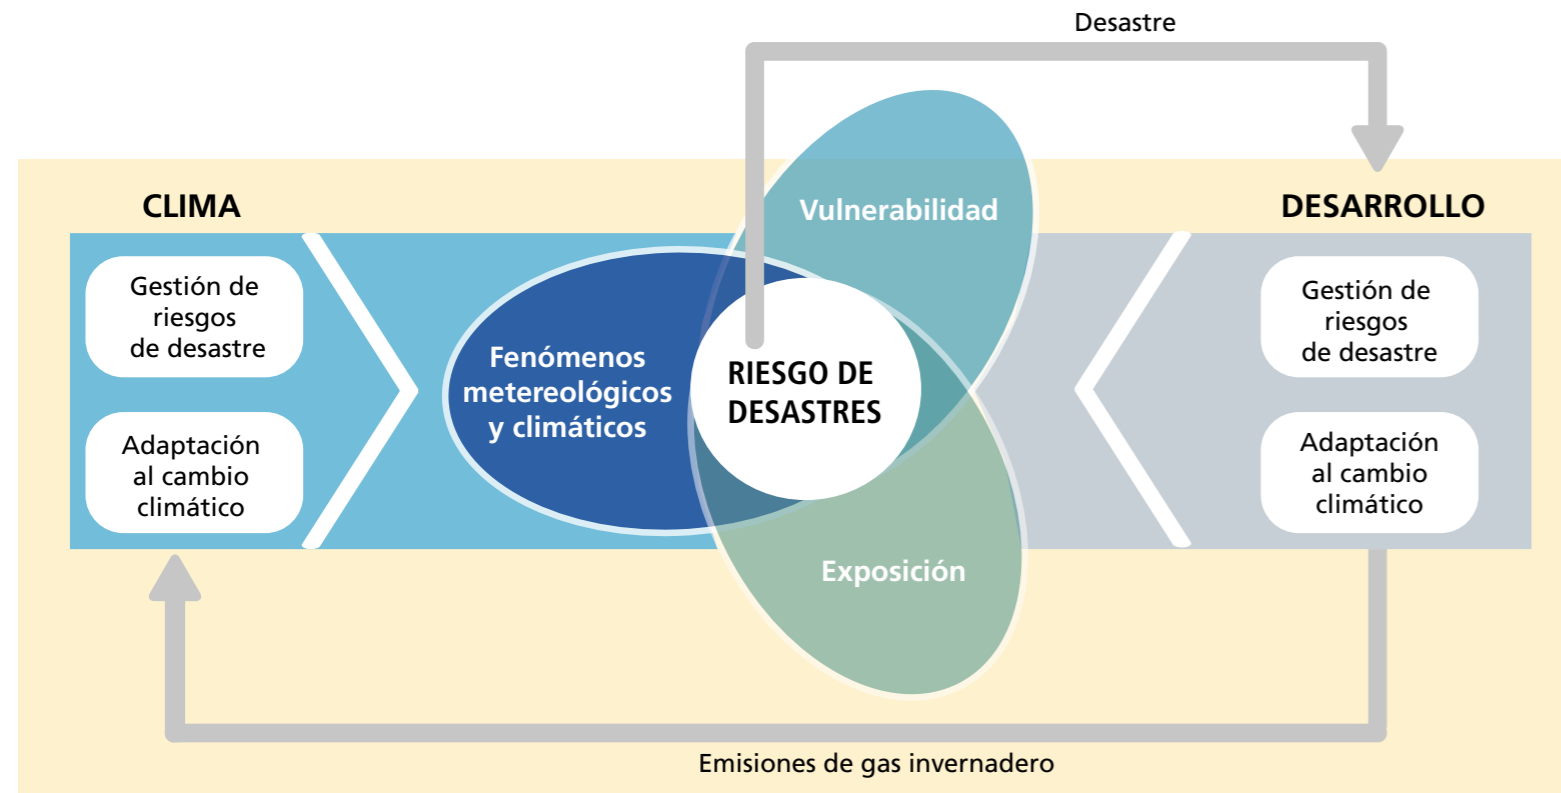 Desastre
CLIMA
DESARROLLO
Gestión de
riesgos
de desastre
Adaptación
al cambio
climático
Fenómenos
metereológicos
y climáticos
Vulnerabilidad
RIESGO DE
DESASTRES
Exposición
Gestión de
riesgos
de desastre
Adaptación
al cambio
climático
Emisiones de gas invernadero